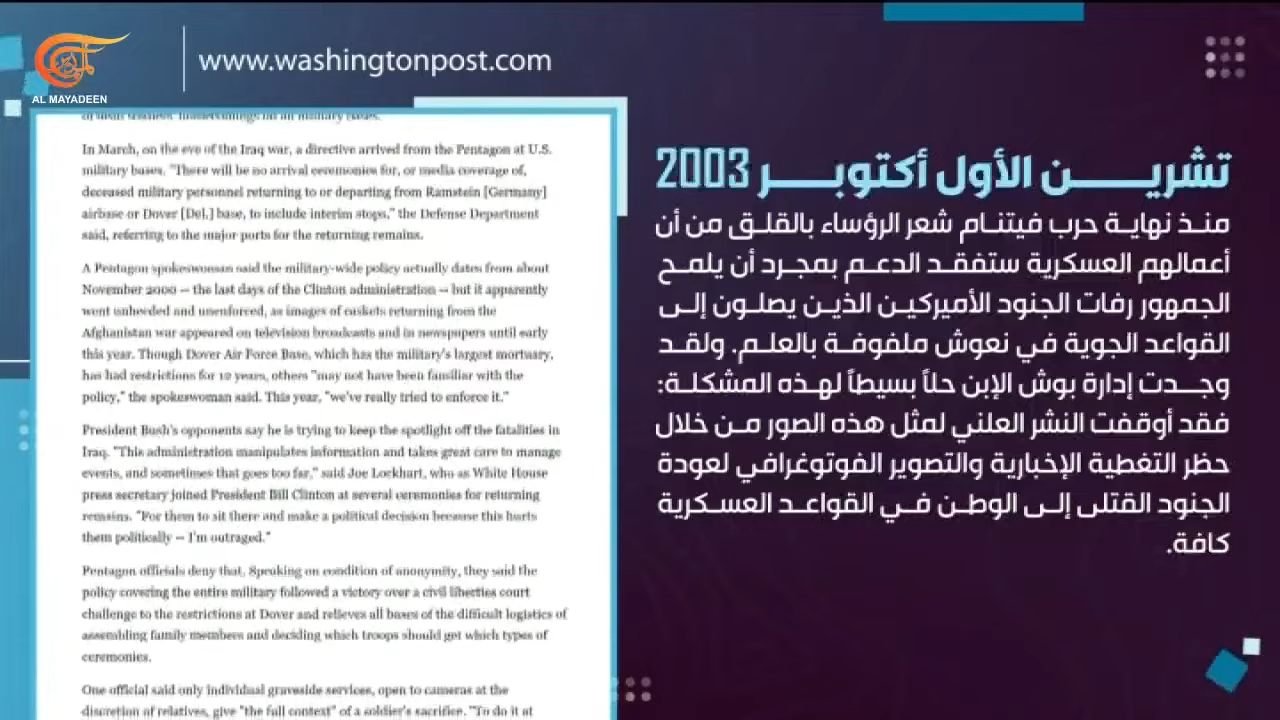 AL MAYADEEN
www.washingtonpost.com
In March, on the eve of the Iraq war, a directive arrived from the Pentagon at U.S.
military bases. "There will be no arrival ceremonies for, or media coverage of,
deceased military personnel returning to or departing from Ramstein [Germany]
airbase or Dover [Del.] base, to include interim stops," the Defense Department
said, referring to the major ports for the returning remains.
A Pentagon spokeswoman said the military-wide policy actually dates from about
November 2000 — the last days of the Clinton administration — but it apparently
went unheeded and unenforced, as images of caskets returning from the
Afghanistan war appeared on television broadcasts and in newspapers until early
this year. Though Dover Air Force Base, which has the military's largest mortuary,
has had restrictions for 12 years, others "may not have been familiar with the
policy," the spokeswoman said. This year, "we've really tried to enforce it."
President Bush's opponents say he is trying to keep the spotlight off the fatalities in
Iraq. "This administration manipulates information and takes great care to manage
events, and sometimes that goes too far," said Joe Lockhart, who as White House
press secretary joined President Bill Clinton at several ceremonies for returning
remains. "For them to sit there and make a political decision because this hurts
them politically — I'm outraged."
Pentagon officials deny that. Speaking on condition of anonymity, they said the
policy covering the entire military followed a victory over a civil liberties court
challenge to the restrictions at Dover and relieves all bases of the difficult logistics of
assembling family members and deciding which troops should get which types of
ceremonies.
One official said only individual graveside services, open to cameras at the
discretion of relatives, give "the full context" of a soldier's sacrifice. "To do it at
تشرين الأول أكتوبر 2003
منذ نهاية حرب فيتنام شعر الرؤساء بالقلق من أن
أعمالهم العسكرية ستفقد الدعم بمجرد أن يلمح
الجمهور رفات الجنود الأميركين الذين يصلون إلى
القواعد الجوية في نعوش ملفوفة بالعلم. ولقد
وجدت إدارة بوش الإبن حلاً بسيطاً لهذه المشكلة:
فقد أوقفت النشر العلني لمثل هذه الصور من خلال
حظر التغطية الإخبارية والتصوير الفوتوغرافي لعودة
الجنود القتلى إلى الوطن في القواعد العسكرية
كافة.